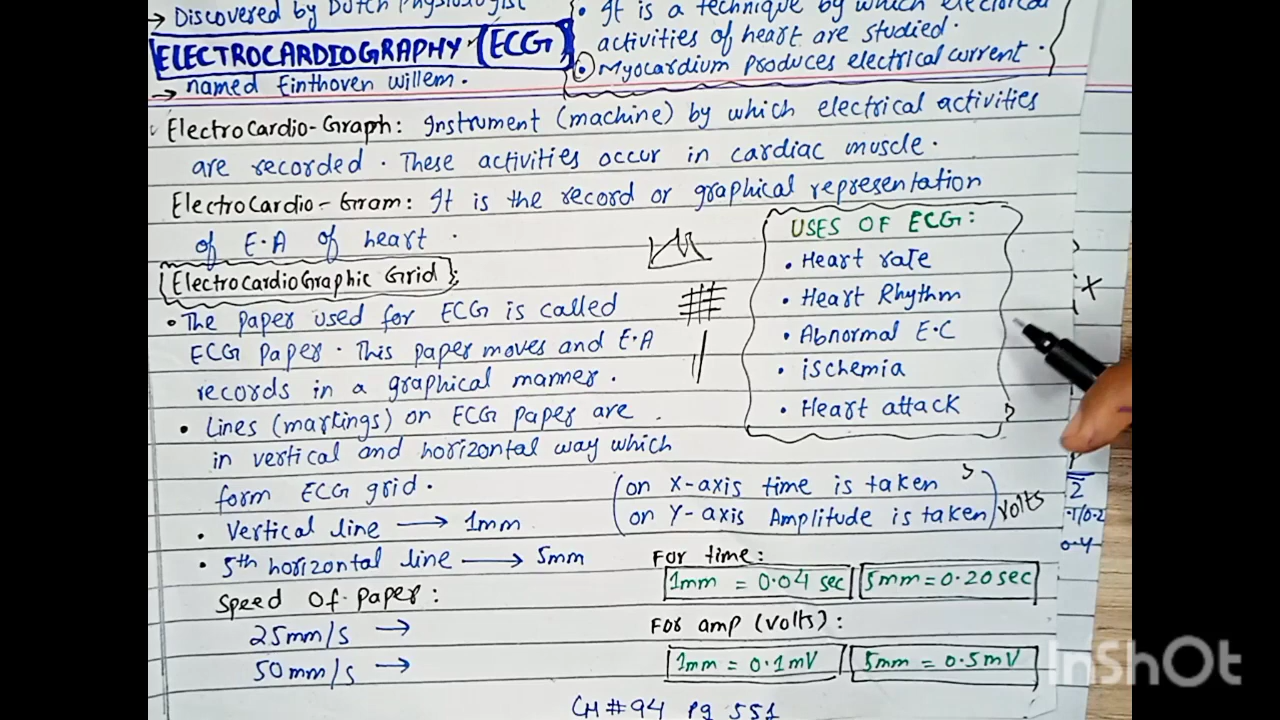 → Discovered by Dutch Physiologist
ELECTROCARDIOGRAPHY (ECG)
→ named Einthoven Willem.
• It is a technique by which electrical
activities of heart are studied.
• Myocardium produces electrical current.
ElectroCardio-Graph: Instrument (machine) by which electrical activities
are recorded. These activities occur in cardiac muscle.
ElectroCardio-Gram: It is the record or graphical representation
of E.A of heart.
ElectroCardioGraphic Grid
• The paper used for ECG is called
ECG paper. This paper moves and E.A
records in a graphical manner.
• Lines (markings) on ECG paper are
in vertical and horizontal way which
form ECG grid.
• Vertical line → 1mm
• 5th horizontal line → 5mm
Speed Of Paper:
25mm/s →
50mm/s →
USES OF ECG:
• Heart rate
• Heart Rhythm
• Abnormal E.C
• ischemia
• Heart attack
(on X-axis time is taken
on Y-axis Amplitude is taken) volts
For time:
1mm = 0.04 sec 5mm = 0.20 sec
For amp (volts):
1mm = 0.1mV 5mm = 0.5mV
CH#94 Pg 551
InShOt